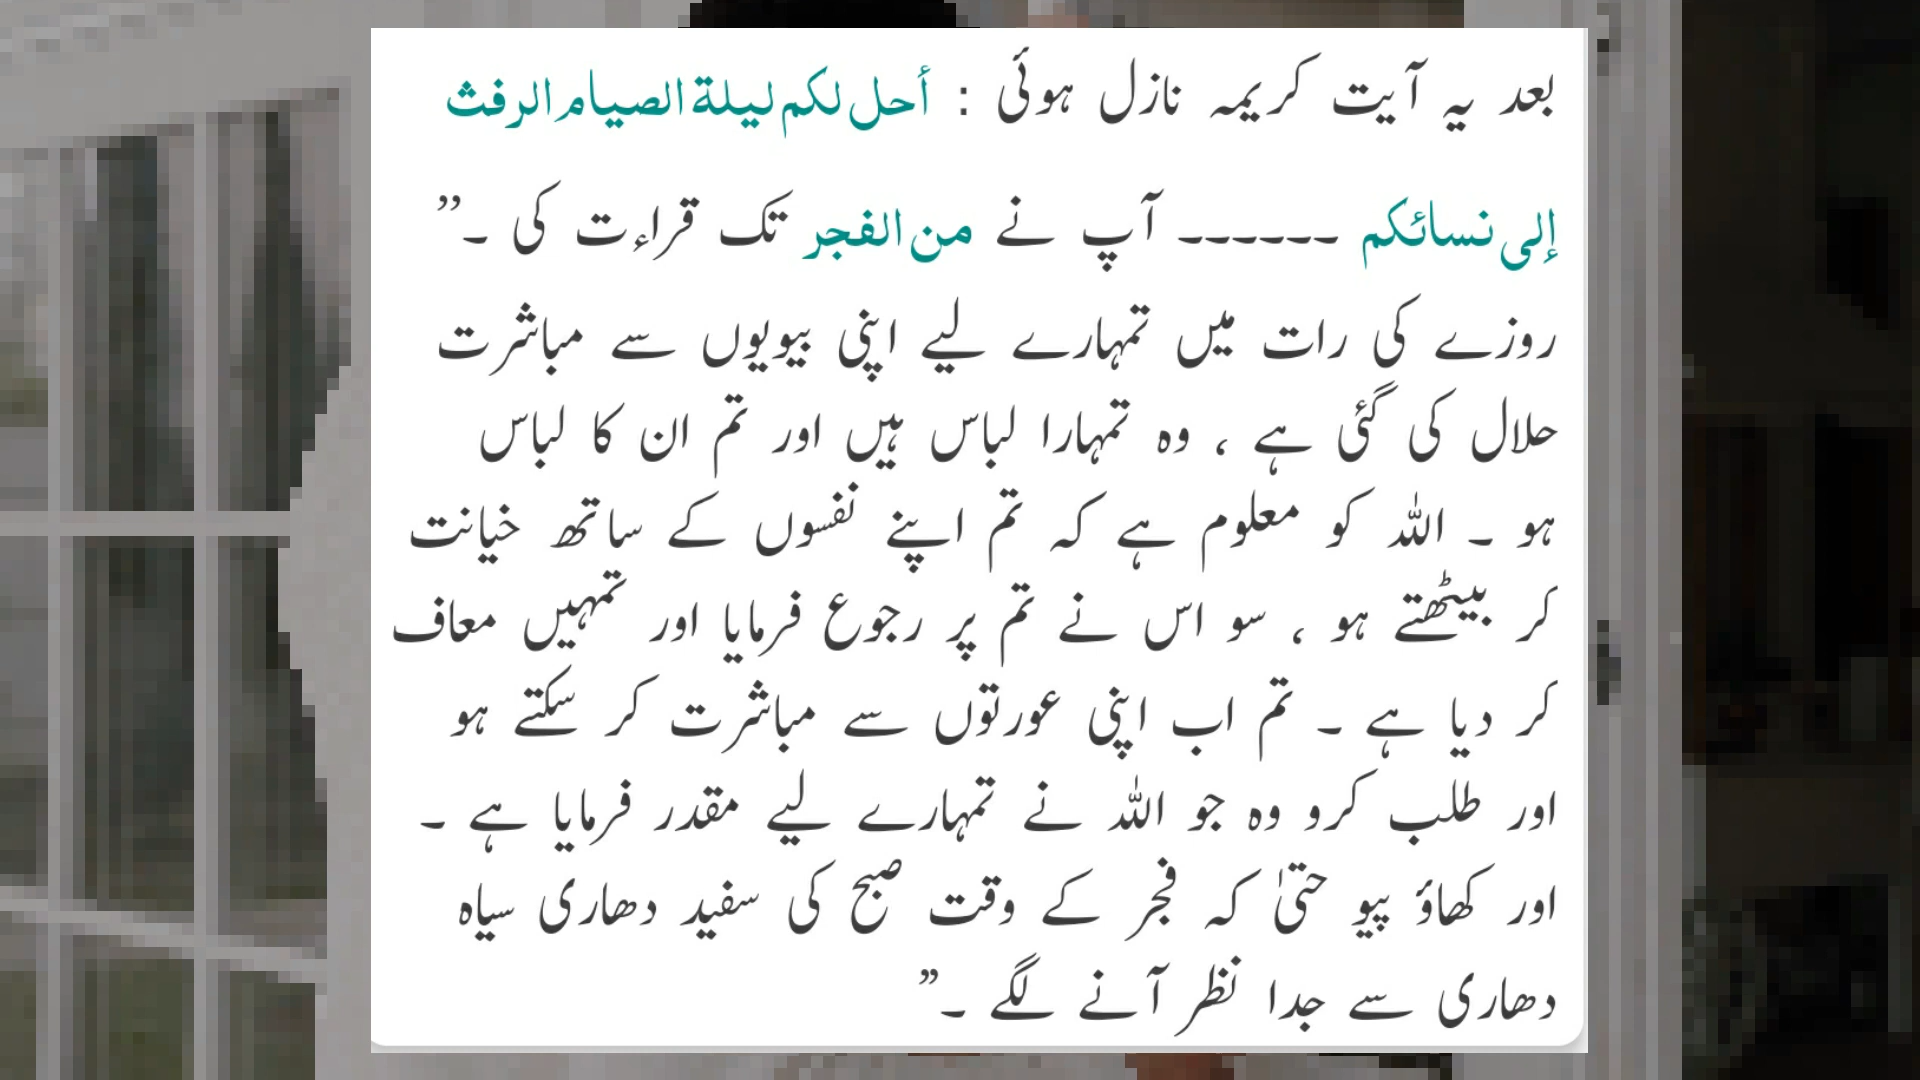 بعد یہ آیت کریمہ نازل ہوئی : أحل لكم ليلة الصيام الرفث
إلى نسائكم ۔۔۔۔۔۔ آپ نے من الفجر تک قراءت کی ۔’’
روزے کی رات میں تمہارے لیے اپنی بیویوں سے مباشرت
حلال کی گئی ہے ، وہ تمہارا لباس ہیں اور تم ان کا لباس
ہو ۔ اللہ کو معلوم ہے کہ تم اپنے نفسوں کے ساتھ خیانت
کر بیٹھتے ہو ، سو اس نے تم پر رجوع فرمایا اور تمہیں معاف
کر دیا ہے ۔ تم اب اپنی عورتوں سے مباشرت کر سکتے ہو
اور طلب کرو وہ جو اللہ نے تمہارے لیے مقدر فرمایا ہے ۔
اور کھاؤ پیو حتیٰ کہ فجر کے وقت صبح کی سفید دھاری سیاہ
دھاری سے جدا نظر آنے لگے ۔’’